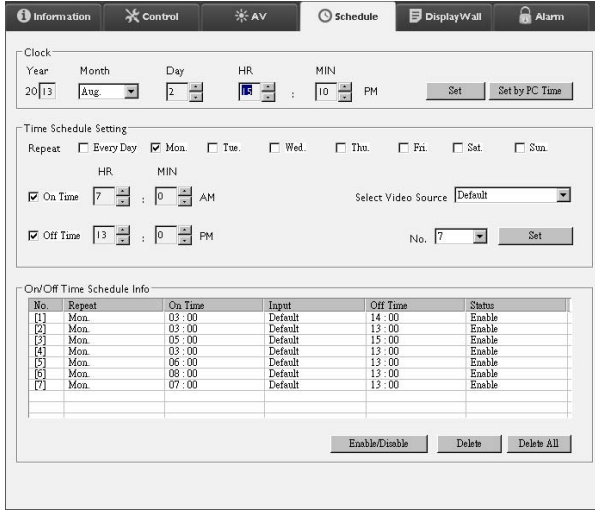 Information Control AV Schedule DisplayWall Alarm
Clock
Year Month Day HR MIN
20 13 Aug. 2 15 : 10 PM Set Set by PC Time
Time Schedule Setting
Repeat Every Day Mon. Tue. Wed. Thu. Fri. Sat. Sun.
HR MIN
On Time 7 : 0 AM Select Video Source Default
Off Time 13 : 0 PM No. 7 Set
On/Off Time Schedule Info
No. Repeat On Time Input Off Time Status
[1] Mon. 03 : 00 Default 14 : 00 Enable
[2] Mon. 03 : 00 Default 13 : 00 Enable
[3] Mon. 05 : 00 Default 15 : 00 Enable
[4] Mon. 03 : 00 Default 13 : 00 Enable
[5] Mon. 06 : 00 Default 13 : 00 Enable
[6] Mon. 08 : 00 Default 13 : 00 Enable
[7] Mon. 07 : 00 Default 13 : 00 Enable
Enable/Disable Delete Delete All